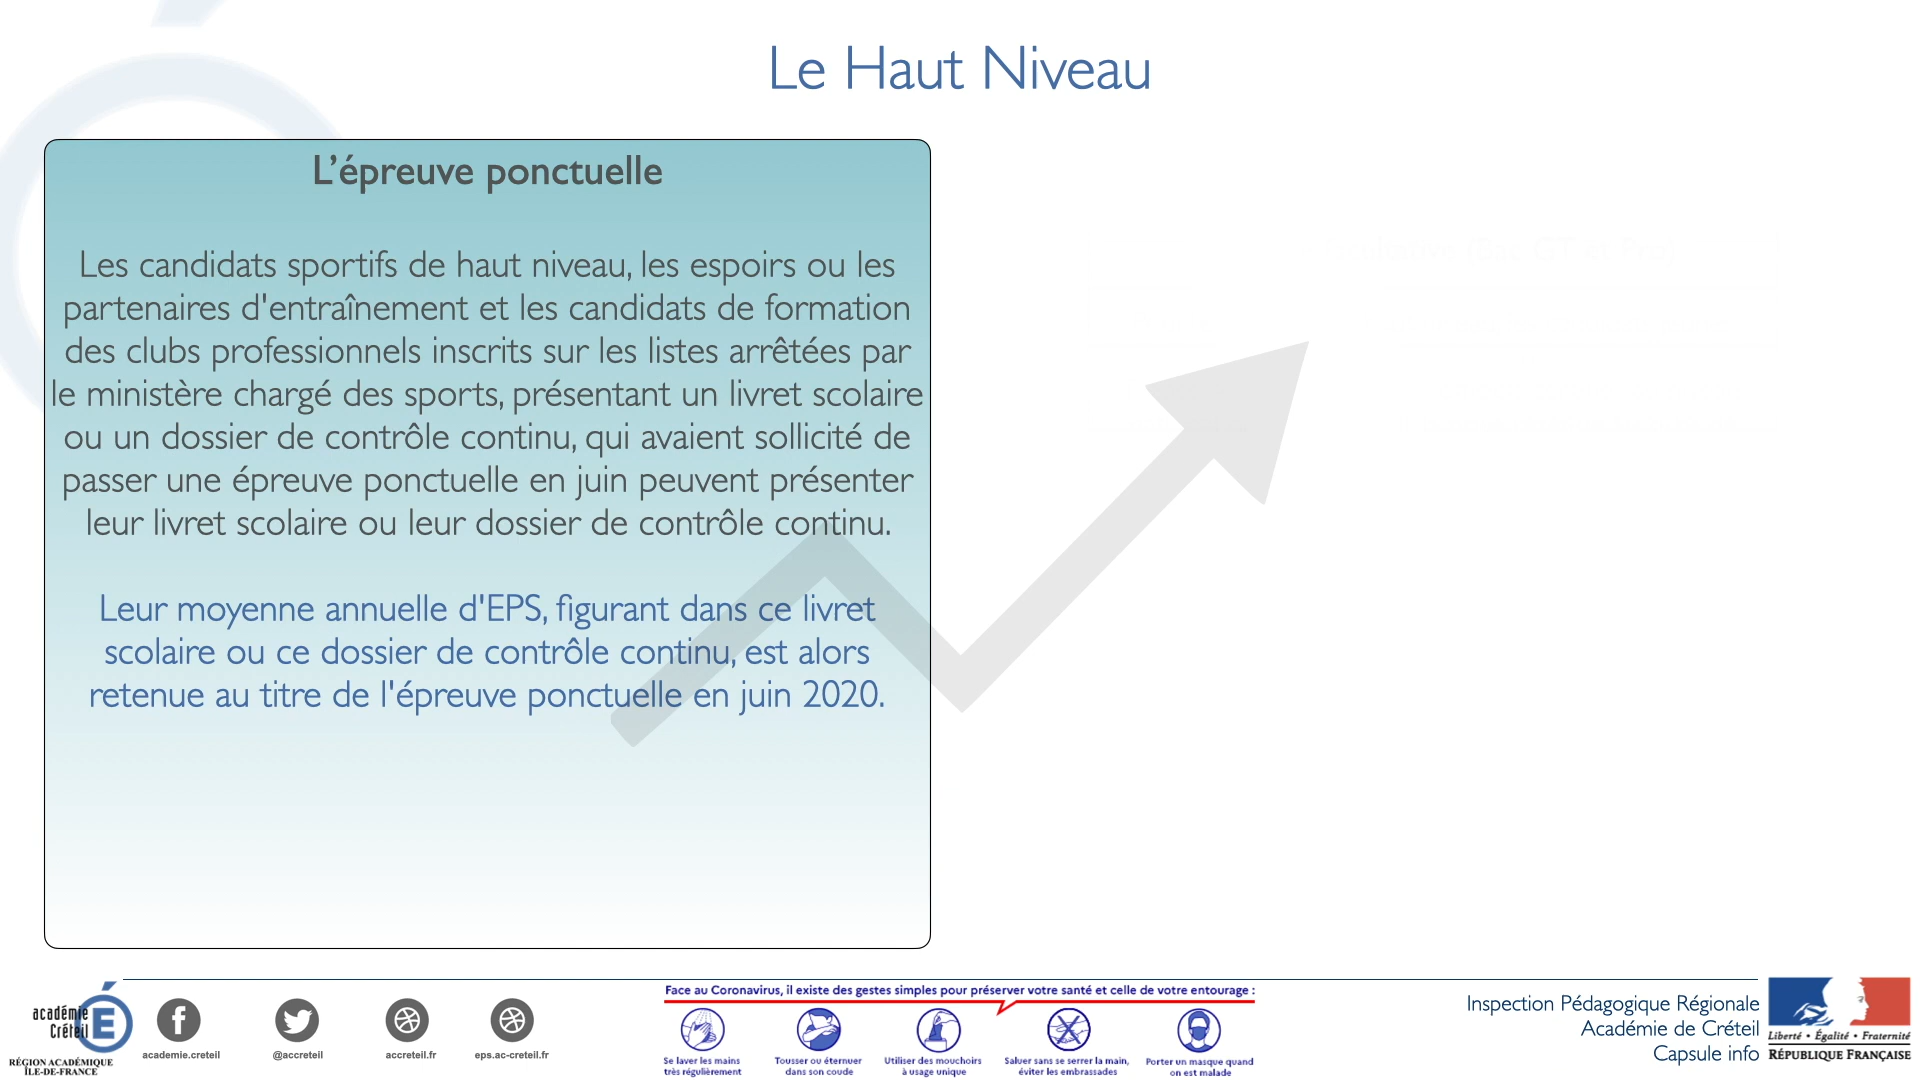 Le Haut Niveau
L’épreuve ponctuelle
Les candidats sportifs de haut niveau, les espoirs ou les
partenaires d'entraînement et les candidats de formation
des clubs professionnels inscrits sur les listes arrêtées par
le ministère chargé des sports, présentant un livret scolaire
ou un dossier de contrôle continu, qui avaient sollicité de
passer une épreuve ponctuelle en juin peuvent présenter
leur livret scolaire ou leur dossier de contrôle continu.
Leur moyenne annuelle d'EPS, figurant dans ce livret
scolaire ou ce dossier de contrôle continu, est alors
retenue au titre de l'épreuve ponctuelle en juin 2020.
académie
Créteil
RÉGION ACADÉMIQUE
ÎLE-DE-FRANCE
academie.creteil
@accreteil
accreteil.fr
eps.ac-creteil.fr
Face au Coronavirus, il existe des gestes simples pour préserver votre santé et celle de votre entourage :
Se laver les mains
très régulièrement
Tousser ou éternuer
dans son coude
Utiliser des mouchoirs
à usage unique
Saluer sans se serrer la main,
éviter les embrassades
Porter un masque quand
on est malade
Inspection Pédagogique Régionale
Académie de Créteil
Capsule info
Liberté • Égalité • Fraternité
RÉPUBLIQUE FRANÇAISE